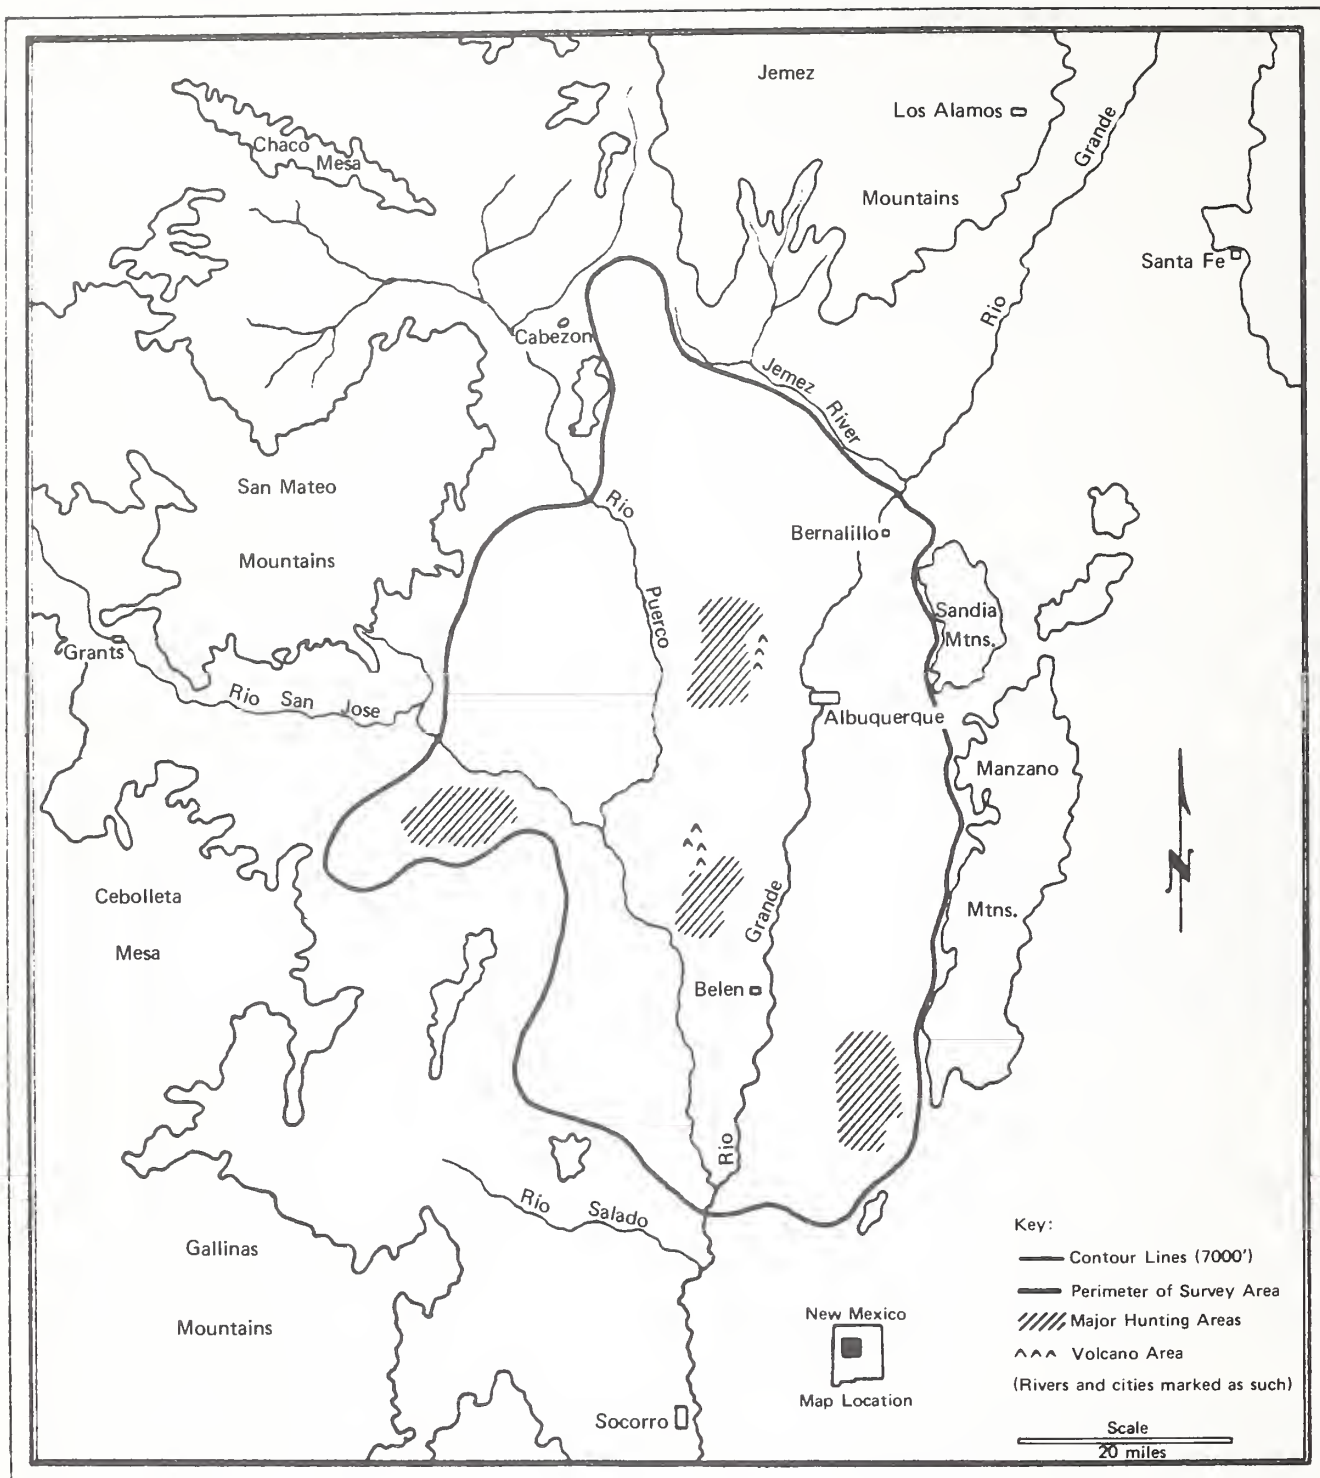 Jemez
Los Alamos
Grande
Chaco
Mesa
Mountains
Santa Fe
Rio
Cabezon
Jemez
River
San Mateo
Rio
Bernalillo
Mountains
Puerco
Sandia
Mtns.
Grants
Rio San Jose
Albuquerque
Manzano
Cebolleta
Grande
Mtns.
Mesa
Belen
Rio
Rio Salado
Gallinas
Mountains
Socorro
New Mexico
Map Location
Key:
Contour Lines (7000')
Perimeter of Survey Area
Major Hunting Areas
Volcano Area
(Rivers and cities marked as such)
Scale
20 miles
N